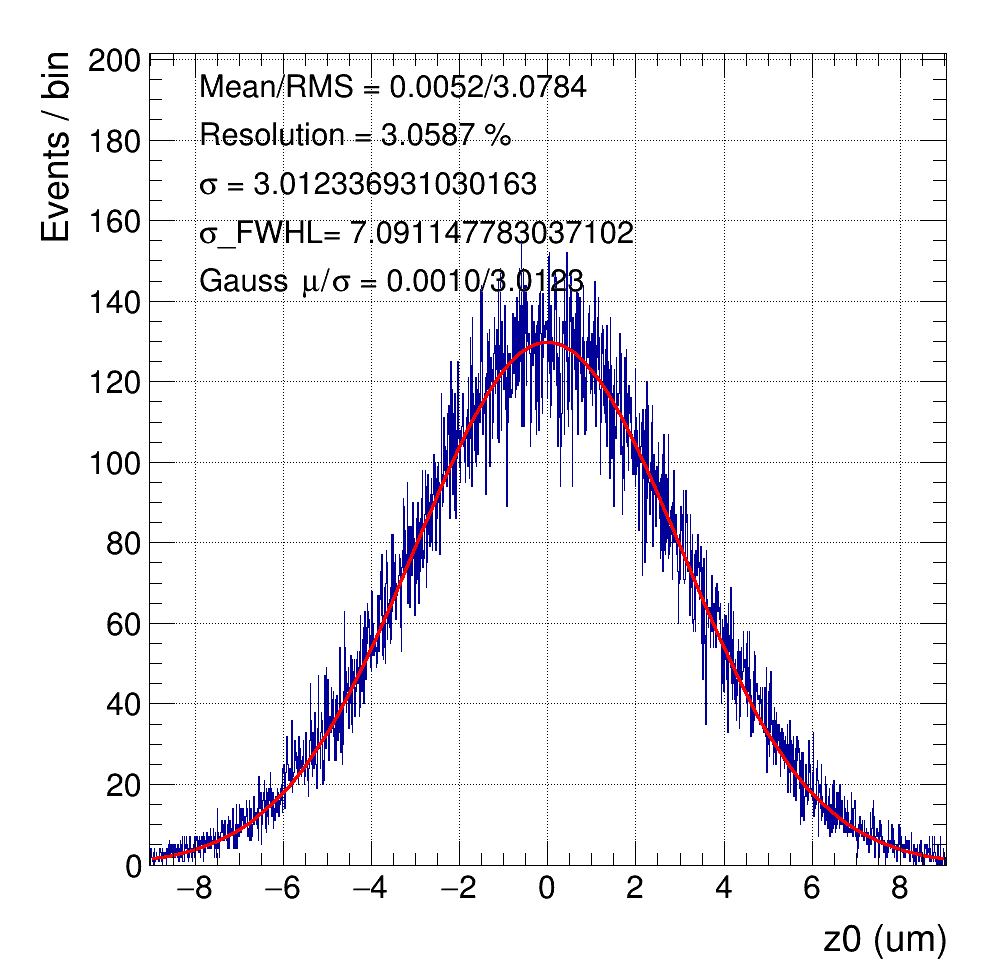 Events / bin
200
180
160
140
120
100
80
60
40
20
0
Mean/RMS = 0.0052/3.0784
Resolution = 3.0587 %
σ = 3.012336931030163
σ_FWHL= 7.091147783037102
Gauss μ/σ = 0.0010/3.0123
−8 −6 −4 −2 0 2 4 6 8
z0 (um)